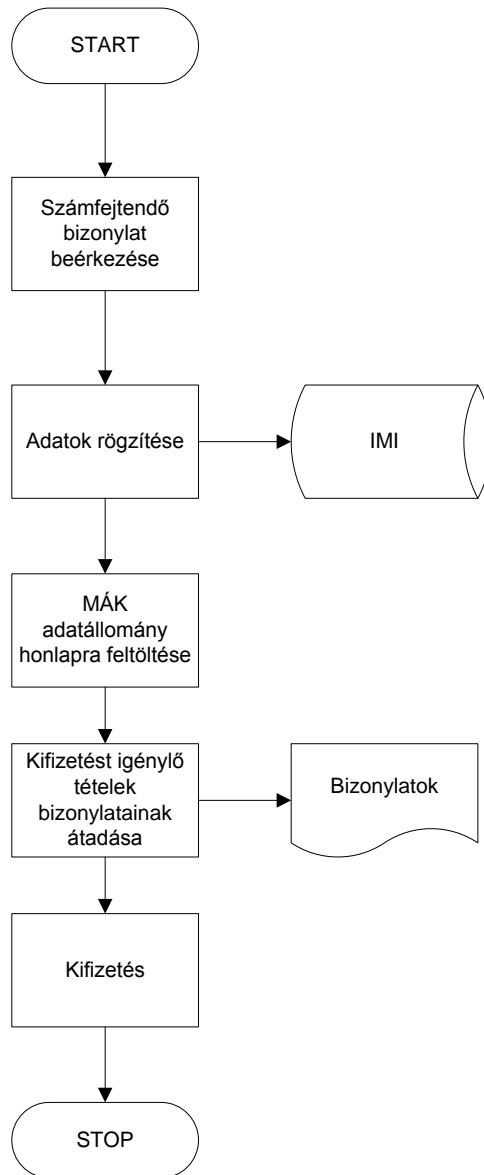 START
Számfejtendő
bizonylat
beérkezése
Adatok rögzítése
IMI
MÁK
adatállomány
honlapra feltöltése
Kifizetést igénylő
tételek
bizonylatainak
átadása
Bizonylatok
Kifizetés
STOP